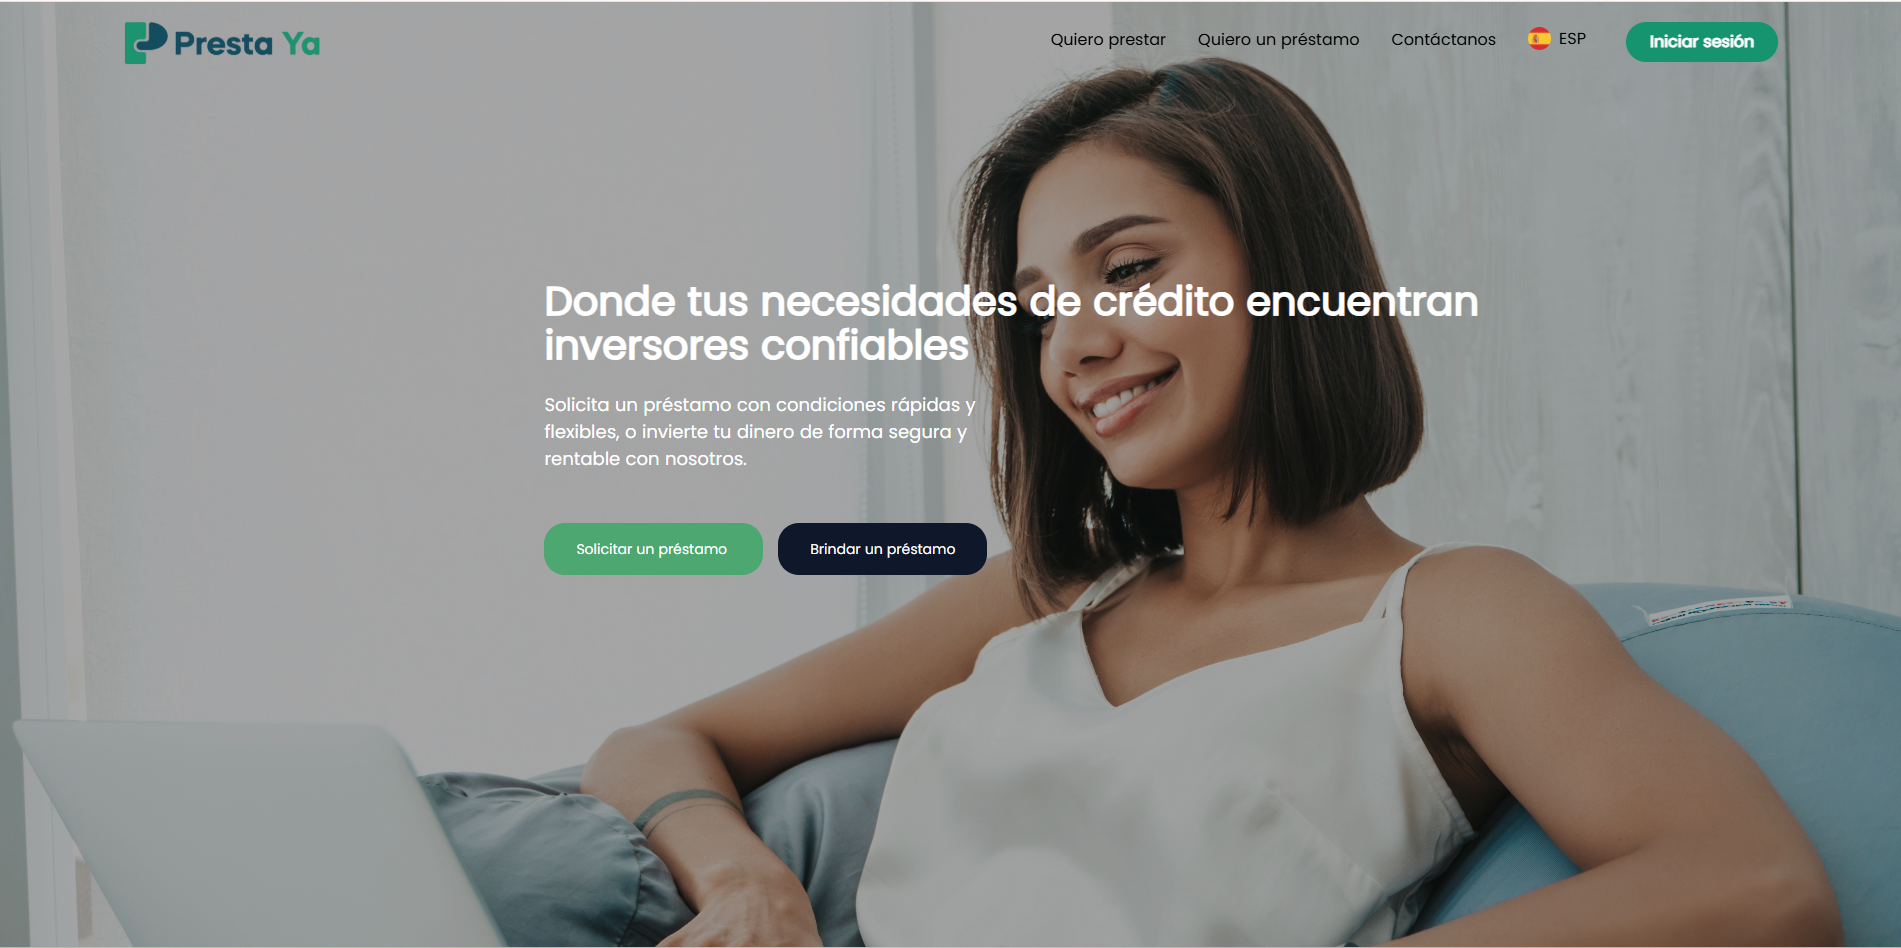 Presta Ya
Quiero prestar
Quiero un préstamo
Contáctanos
ESP
Iniciar sesión
Donde tus necesidades de crédito encuentran
inversores confiables
Solicita un préstamo con condiciones rápidas y
flexibles, o invierte tu dinero de forma segura y
rentable con nosotros.
Solicitar un préstamo
Brindar un préstamo